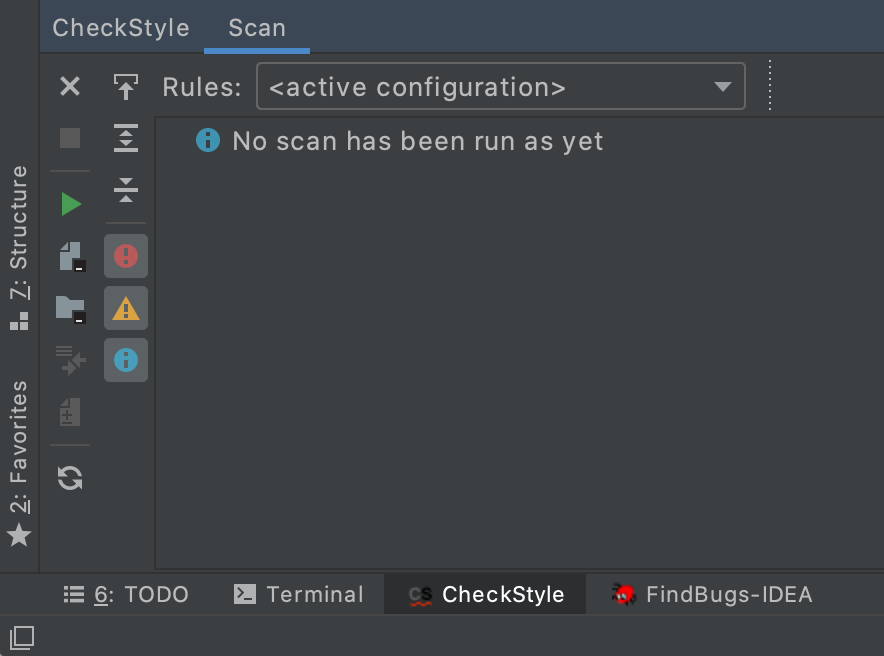 CheckStyle Scan
Rules: <active configuration>
No scan has been run as yet
7: Structure
2: Favorites
6: TODO Terminal CS CheckStyle FindBugs-IDEA